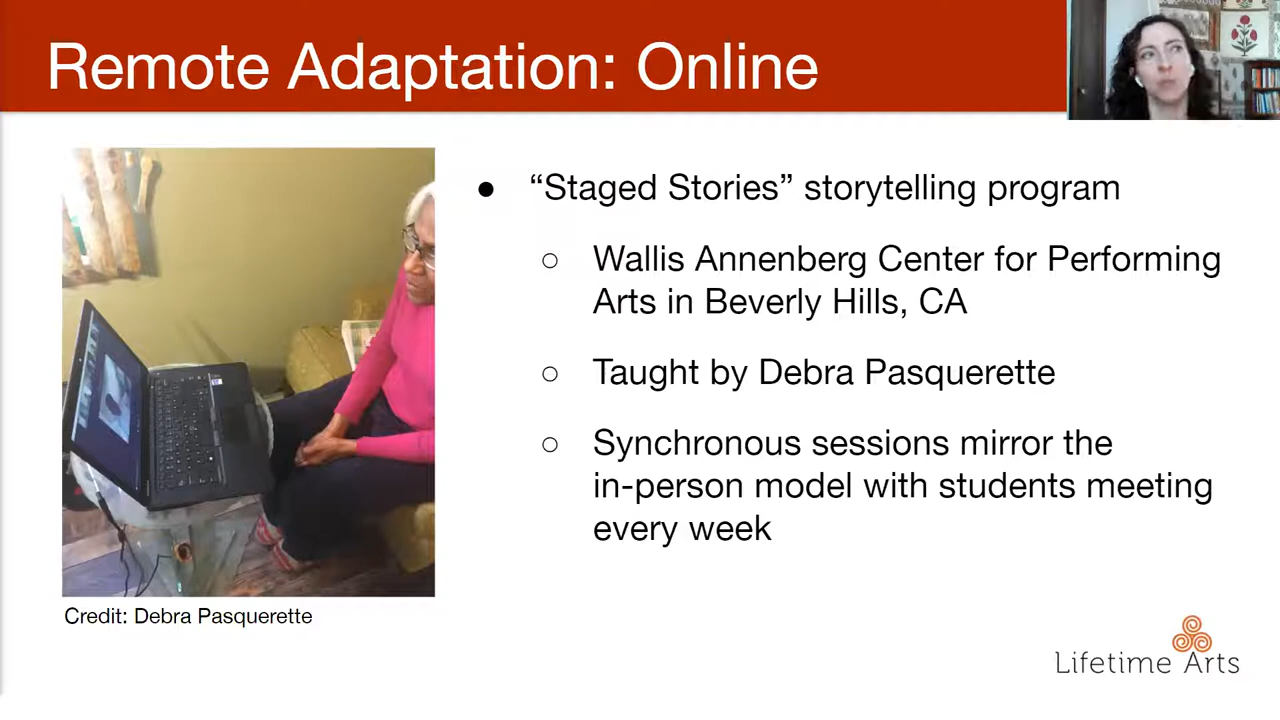 Remote Adaptation: Online
● “Staged Stories” storytelling program
○ Wallis Annenberg Center for Performing
Arts in Beverly Hills, CA
○ Taught by Debra Pasquerette
○ Synchronous sessions mirror the
in-person model with students meeting
every week
Credit: Debra Pasquerette
Lifetime Arts